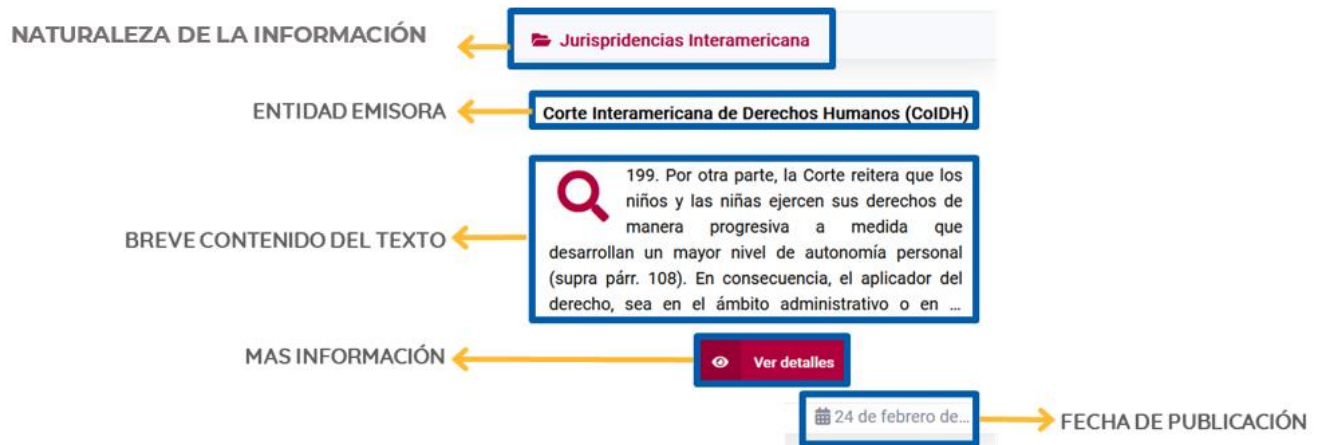 NATURALEZA DE LA INFORMACIÓN
Jurispridencias Interamericana
ENTIDAD EMISORA
Corte Interamericana de Derechos Humanos (CoIDH)
BREVE CONTENIDO DEL TEXTO
199. Por otra parte, la Corte reitera que los
niños y las niñas ejercen sus derechos de
manera progresiva a medida que
desarrollan un mayor nivel de autonomía personal
(supra párr. 108). En consecuencia, el aplicador del
derecho, sea en el ámbito administrativo o en ...
MAS INFORMACIÓN
Ver detalles
24 de febrero de...
FECHA DE PUBLICACIÓN